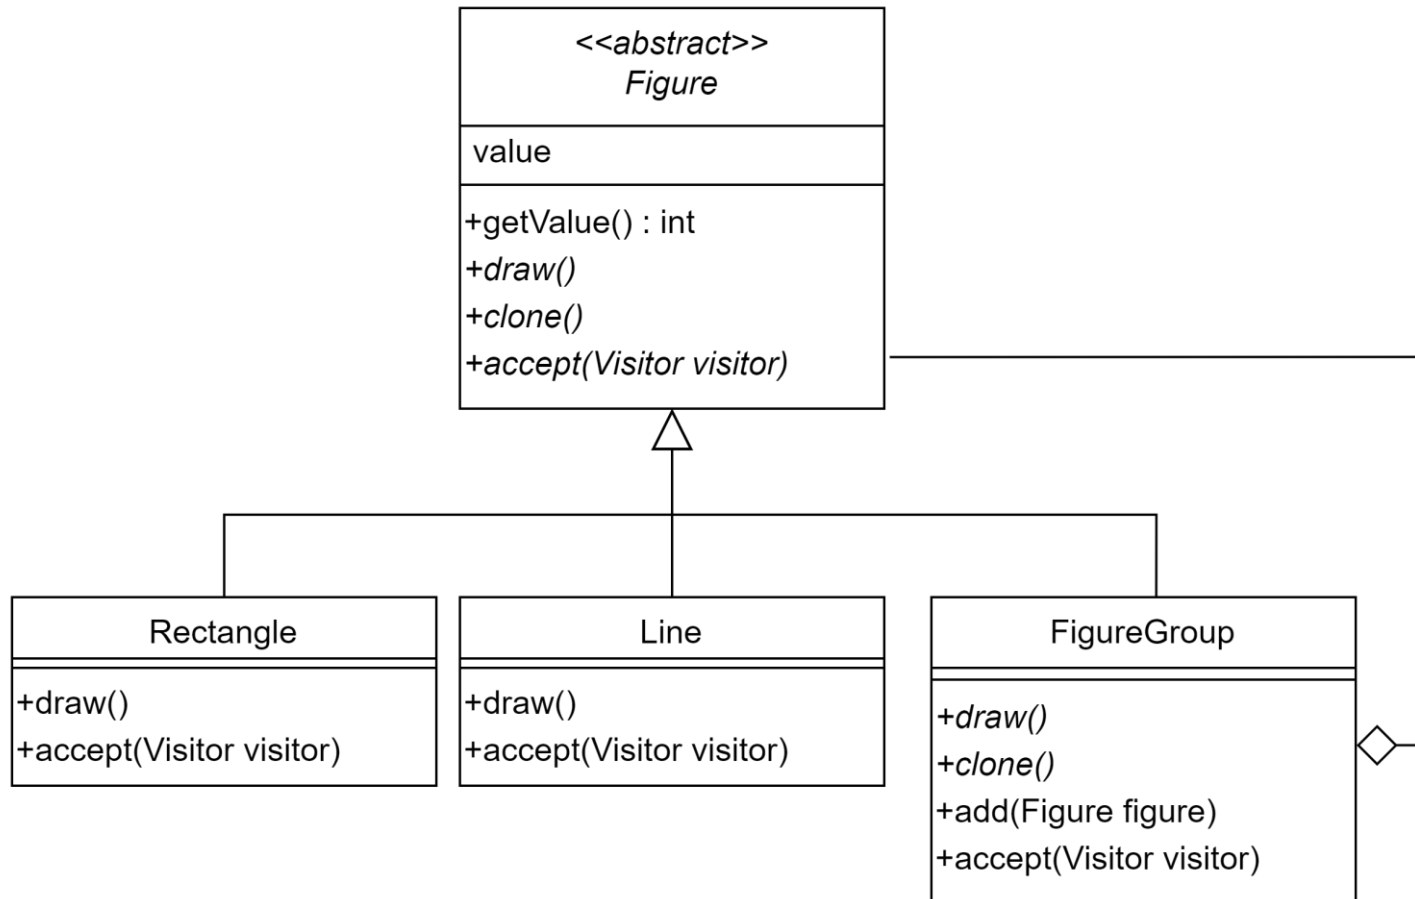 <<abstract>>
Figure
value
+getValue() : int
+draw()
+clone()
+accept(Visitor visitor)
Rectangle
+draw()
+accept(Visitor visitor)
Line
+draw()
+accept(Visitor visitor)
FigureGroup
+draw()
+clone()
+add(Figure figure)
+accept(Visitor visitor)